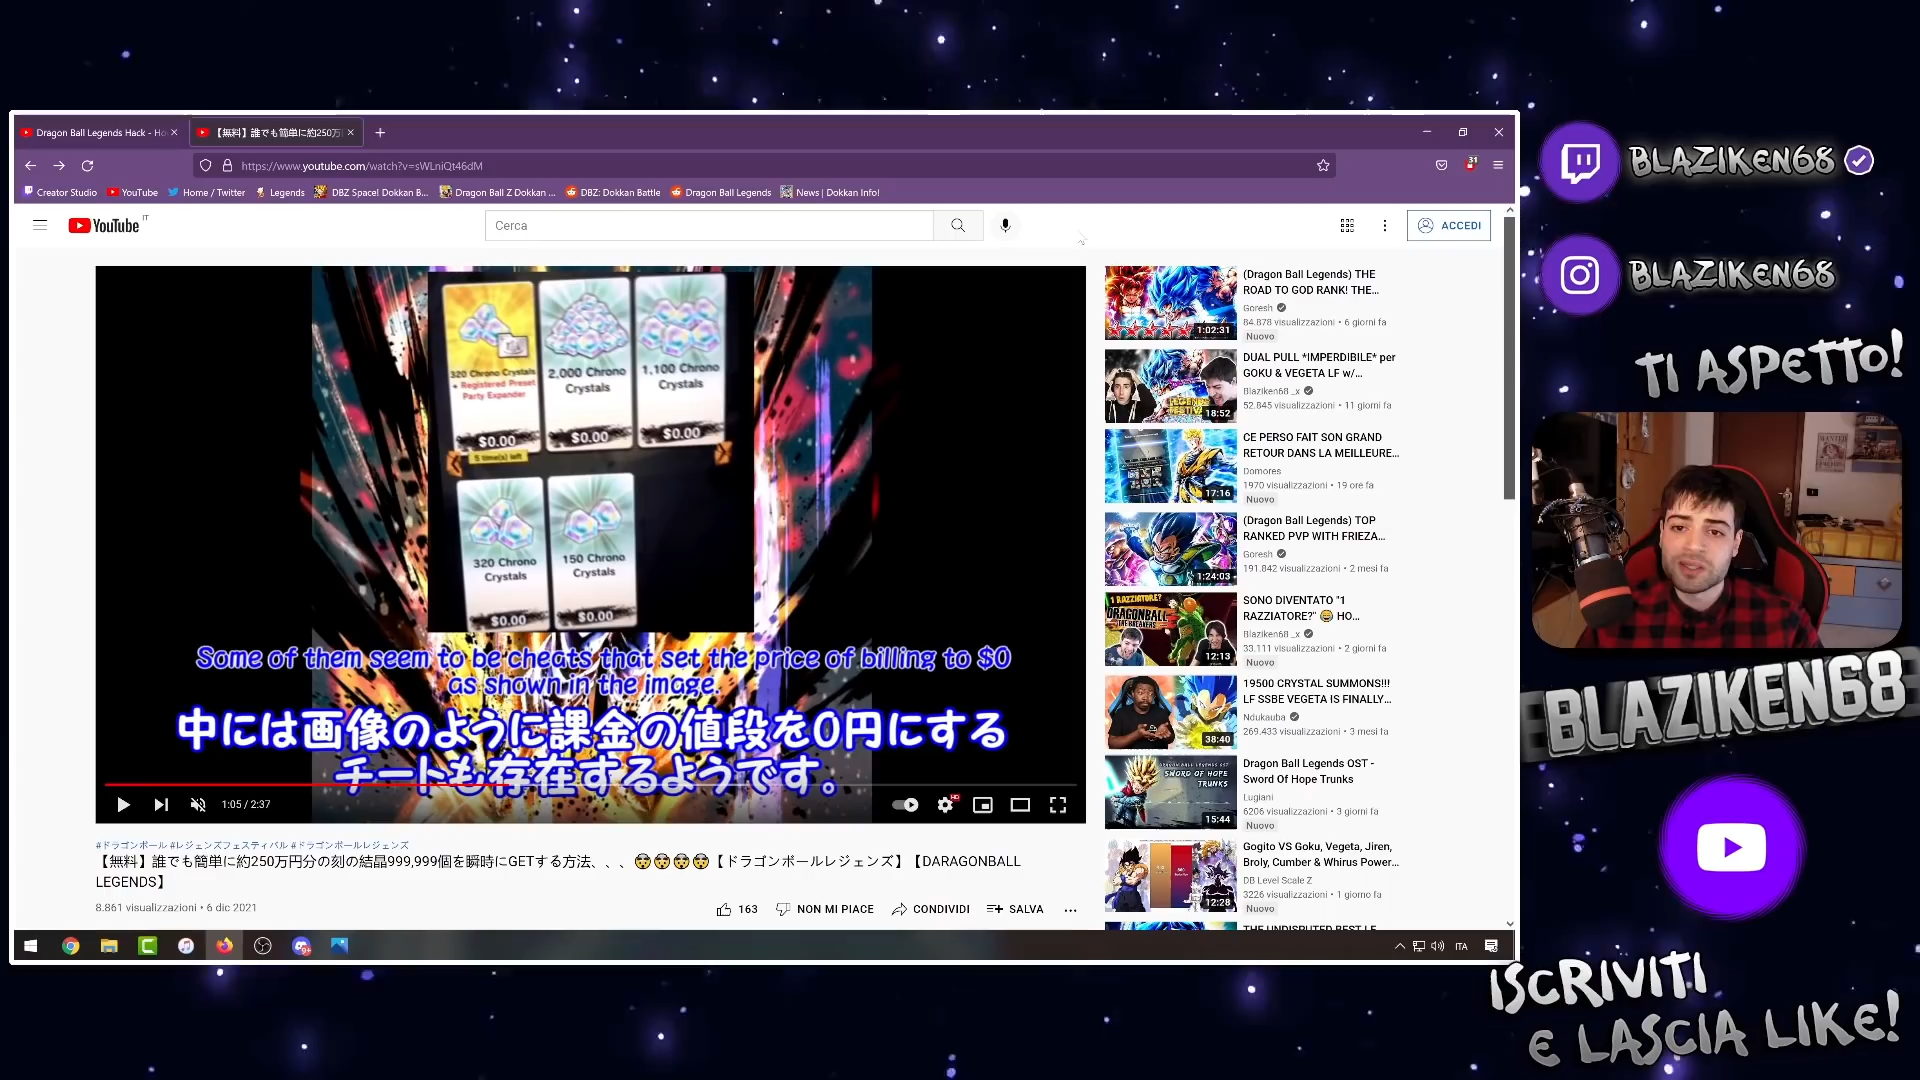 Dragon Ball Legends Hack - Ho
【無料】誰でも簡単に約250万
https://www.youtube.com/watch?v=sWLniQt46dM
31
Creator Studio
YouTube
Home / Twitter
Legends
DBZ Space! Dokkan B...
Dragon Ball Z Dokkan ...
DBZ: Dokkan Battle
Dragon Ball Legends
News | Dokkan Info!
YouTube
IT
Cerca
ACCEDI
320 Chrono Crystals
+ Registered Preset
Party Expander
$0.00
5 time(s) left
2,000 Chrono
Crystals
$0.00
1,100 Chrono
Crystals
$0.00
320 Chrono
Crystals
$0.00
150 Chrono
Crystals
$0.00
Some of them seem to be cheats that set the price of billing to $0
as shown in the image.
中には画像のように課金の値段を0円にする
チートも存在するようです。
1:05 / 2:37
HD
#ドラゴンボール #レジェンズフェスティバル #ドラゴンボールレジェンズ
【無料】誰でも簡単に約250万円分の刻の結晶999,999個を瞬時にGETする方法、、、🤯🤯🤯🤯【ドラゴンボールレジェンズ】【DARAGONBALL
LEGENDS】
8.861 visualizzazioni • 6 dic 2021
163
NON MI PIACE
CONDIVIDI
SALVA
(Dragon Ball Legends) THE
ROAD TO GOD RANK! THE...
Goresh
84.878 visualizzazioni • 6 giorni fa
Nuovo
1:02:31
DUAL PULL *IMPERDIBILE* per
GOKU & VEGETA LF w/...
Blaziken68 _x
52.845 visualizzazioni • 11 giorni fa
18:52
CE PERSO FAIT SON GRAND
RETOUR DANS LA MEILLEURE...
Domores
1970 visualizzazioni • 19 ore fa
Nuovo
17:16
(Dragon Ball Legends) TOP
RANKED PVP WITH FRIEZA...
Goresh
191.842 visualizzazioni • 2 mesi fa
1:24:03
SONO DIVENTATO "1
RAZZIATORE?" 😄 HO...
Blaziken68 _x
33.111 visualizzazioni • 2 giorni fa
Nuovo
1 RAZZIATORE?
DRAGONBALL
12:13
19500 CRYSTAL SUMMONS!!!
LF SSBE VEGETA IS FINALLY...
Ndukauba
269.433 visualizzazioni • 3 mesi fa
38:40
Dragon Ball Legends OST -
Sword Of Hope Trunks
Lugiani
6206 visualizzazioni • 3 giorni fa
Nuovo
SWORD OF HOPE
TRUNKS
15:44
Gogito VS Goku, Vegeta, Jiren,
Broly, Cumber & Whirus Power...
DB Level Scale Z
3226 visualizzazioni • 1 giorno fa
Nuovo
12:28
THE UNDISPUTED BEST LF
ITA
BLAZIKEN68
BLAZIKEN68
TI ASPETTO!
WANTED
BLAZIKEN68
ISCRIVITI
E LASCIA LIKE!